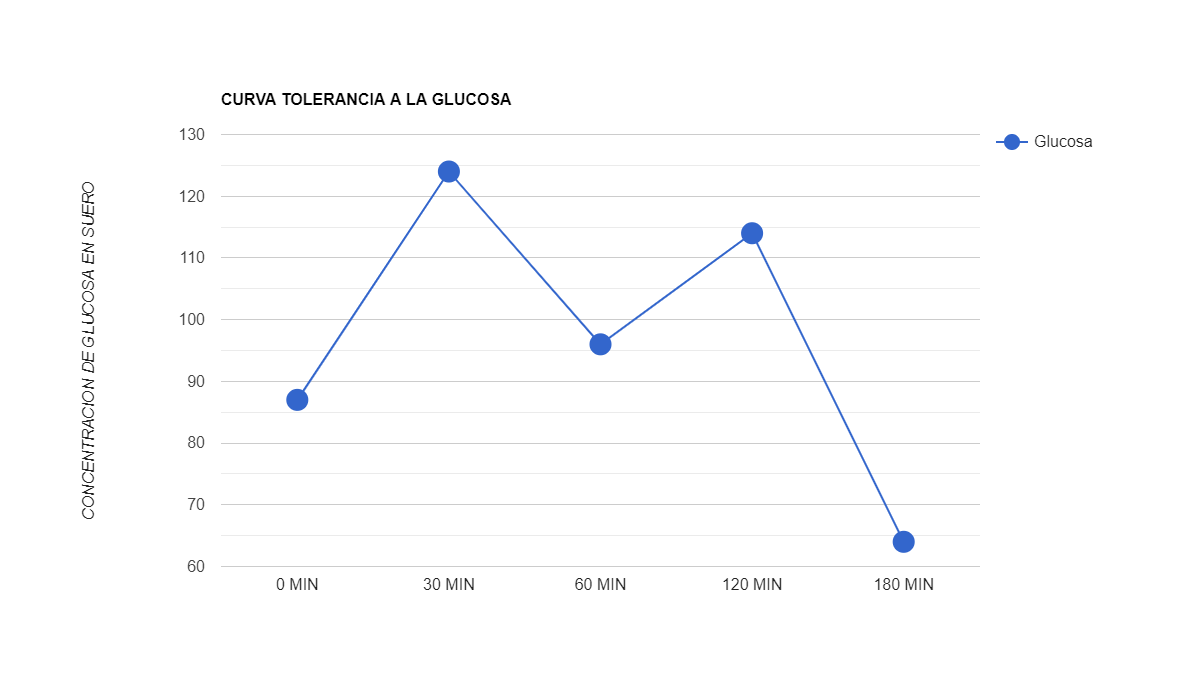 CURVA TOLERANCIA A LA GLUCOSA
Glucosa
CONCENTRACION DE GLUCOSA EN SUERO
130
120
110
100
90
80
70
60
0 MIN
30 MIN
60 MIN
120 MIN
180 MIN